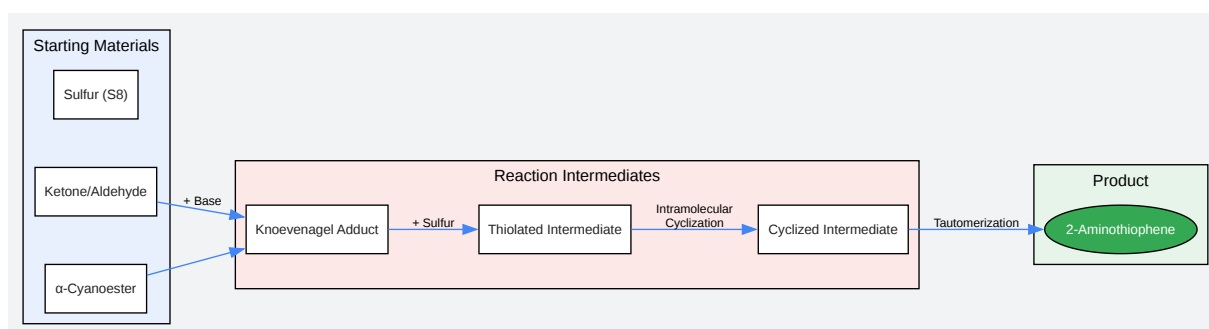 Starting Materials
Sulfur (S8)
Ketone/Aldehyde
α-Cyanoester
+ Base
Reaction Intermediates
Knoevenagel Adduct
+ Sulfur
Thiolated Intermediate
Intramolecular
Cyclization
Cyclized Intermediate
Tautomerization
Product
2-Aminothiophene